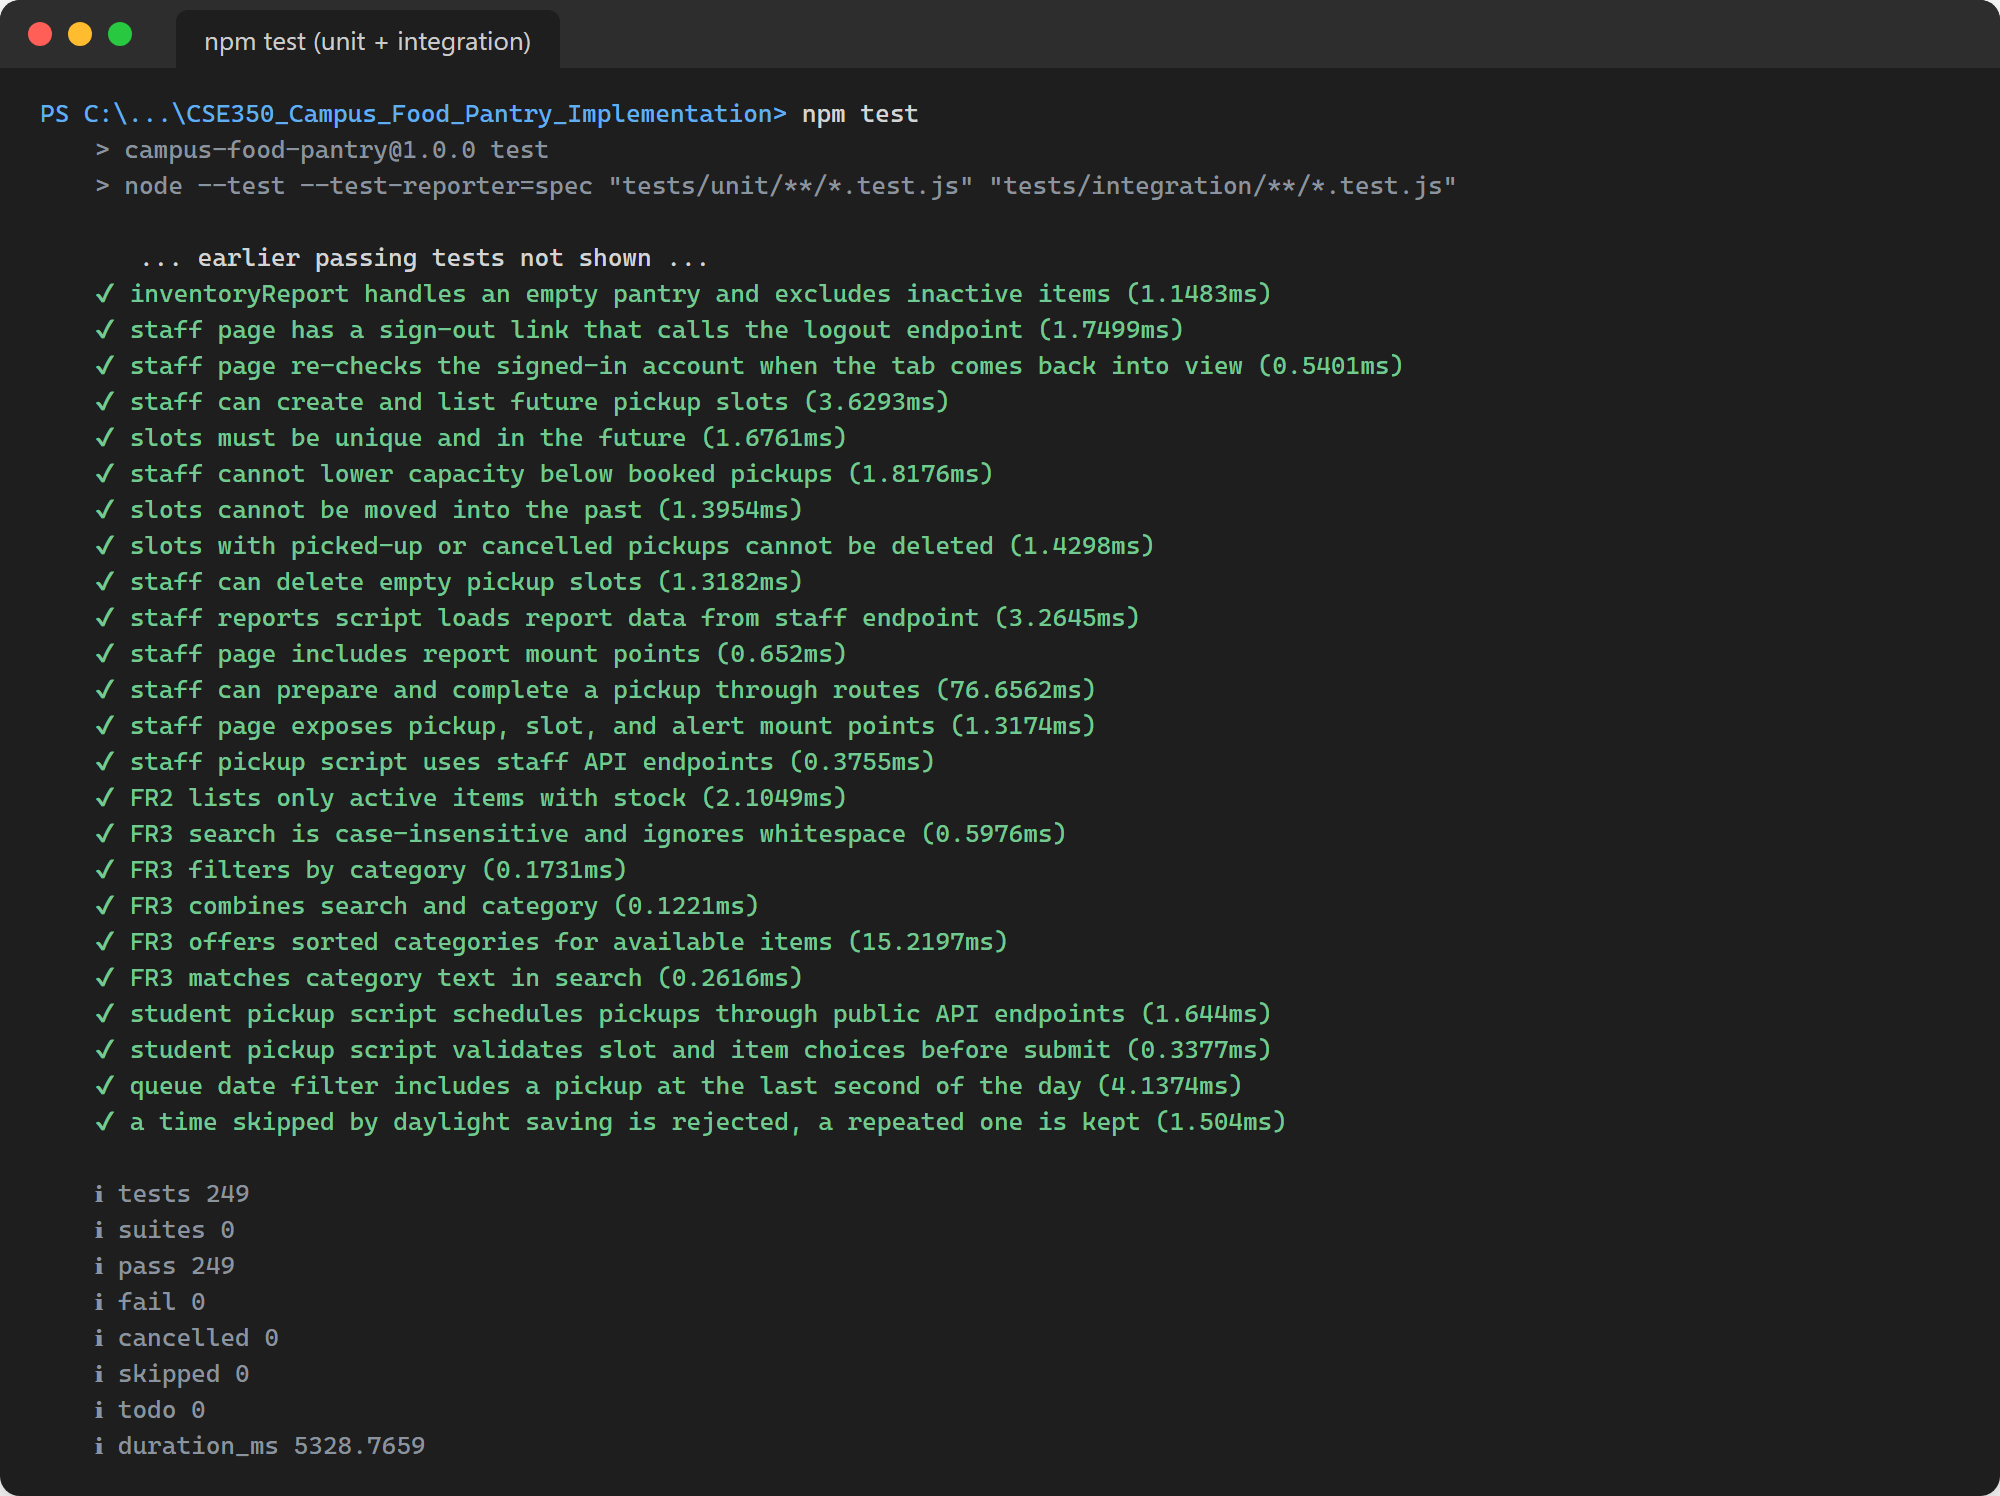 npm test (unit + integration)
PS C:\...\CSE350_Campus_Food_Pantry_Implementation> npm test
> campus-food-pantry@1.0.0 test
> node --test --test-reporter=spec "tests/unit/**/*.test.js" "tests/integration/**/*.test.js"
... earlier passing tests not shown ...
✓ inventoryReport handles an empty pantry and excludes inactive items (1.1483ms)
✓ staff page has a sign-out link that calls the logout endpoint (1.7499ms)
✓ staff page re-checks the signed-in account when the tab comes back into view (0.5401ms)
✓ staff can create and list future pickup slots (3.6293ms)
✓ slots must be unique and in the future (1.6761ms)
✓ staff cannot lower capacity below booked pickups (1.8176ms)
✓ slots cannot be moved into the past (1.3954ms)
✓ slots with picked-up or cancelled pickups cannot be deleted (1.4298ms)
✓ staff can delete empty pickup slots (1.3182ms)
✓ staff reports script loads report data from staff endpoint (3.2645ms)
✓ staff page includes report mount points (0.652ms)
✓ staff can prepare and complete a pickup through routes (76.6562ms)
✓ staff page exposes pickup, slot, and alert mount points (1.3174ms)
✓ staff pickup script uses staff API endpoints (0.3755ms)
✓ FR2 lists only active items with stock (2.1049ms)
✓ FR3 search is case-insensitive and ignores whitespace (0.5976ms)
✓ FR3 filters by category (0.1731ms)
✓ FR3 combines search and category (0.1221ms)
✓ FR3 offers sorted categories for available items (15.2197ms)
✓ FR3 matches category text in search (0.2616ms)
✓ student pickup script schedules pickups through public API endpoints (1.644ms)
✓ student pickup script validates slot and item choices before submit (0.3377ms)
✓ queue date filter includes a pickup at the last second of the day (4.1374ms)
✓ a time skipped by daylight saving is rejected, a repeated one is kept (1.504ms)
ℹ tests 249
ℹ suites 0
ℹ pass 249
ℹ fail 0
ℹ cancelled 0
ℹ skipped 0
ℹ todo 0
ℹ duration_ms 5328.7659